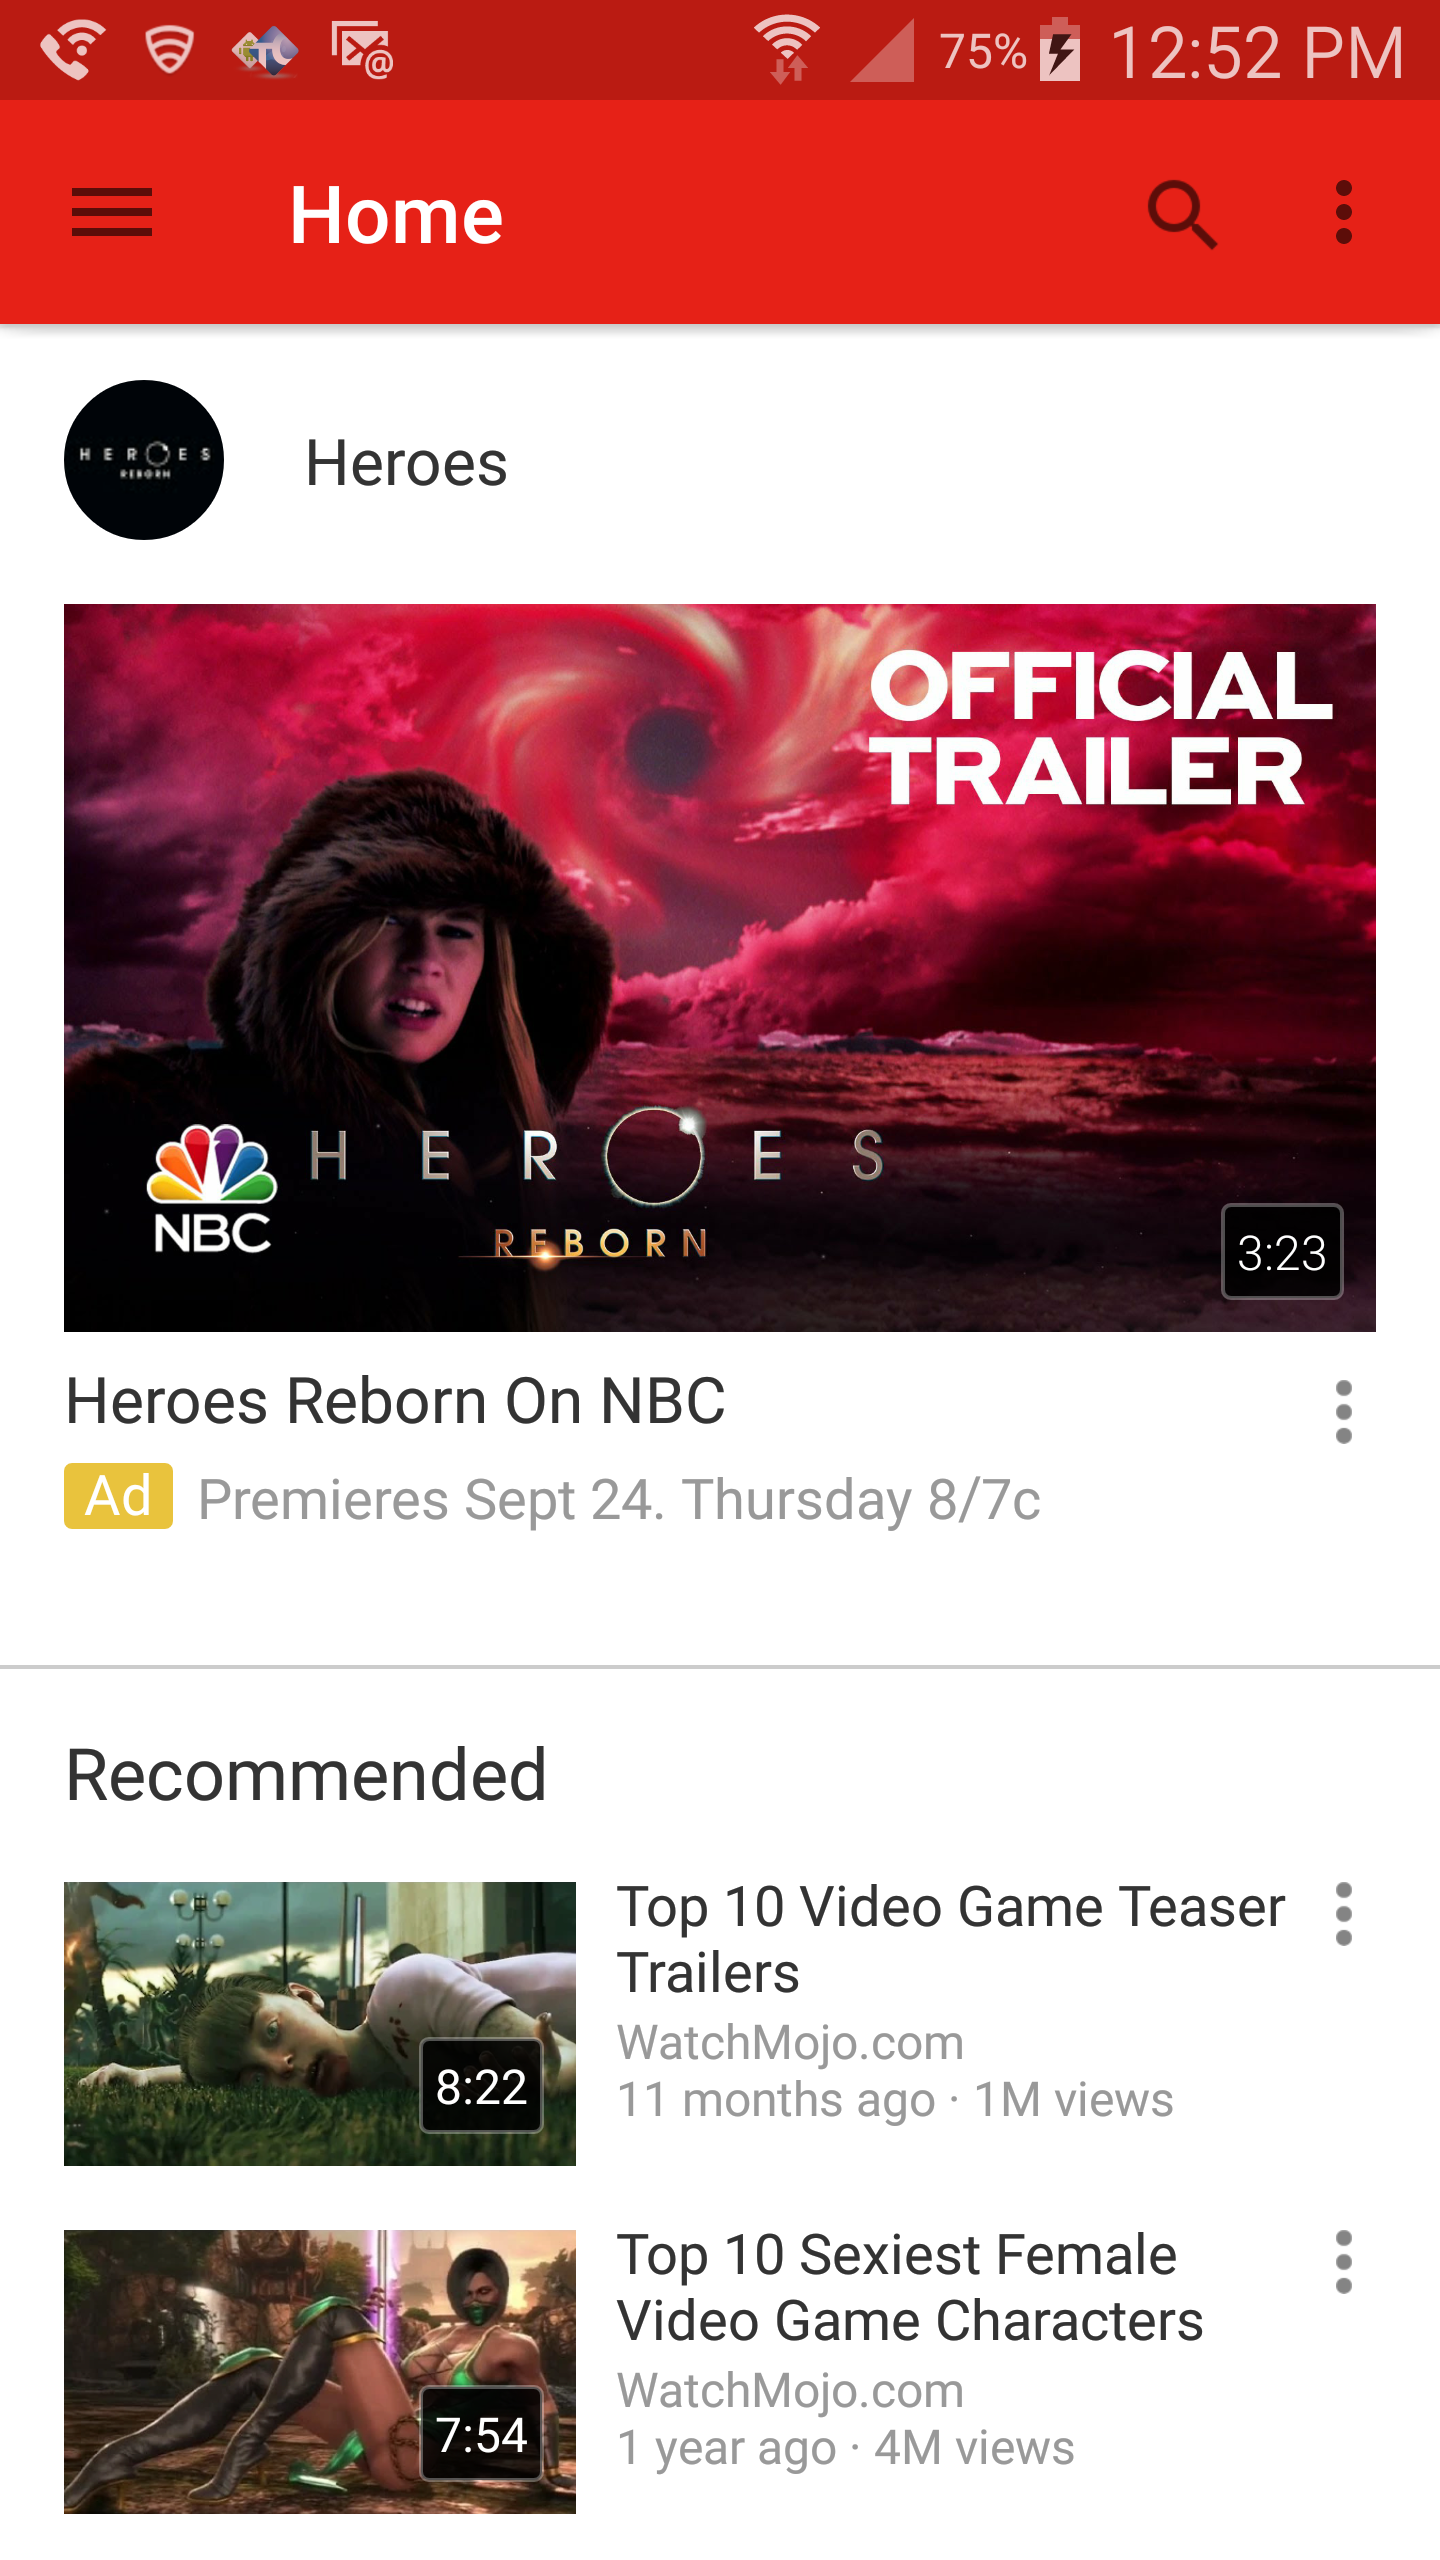 75% 12:52 PM
Home
HEROES
REBORN
Heroes
OFFICIAL
TRAILER
HEROES
NBC
REBORN
3:23
Heroes Reborn On NBC
Ad Premieres Sept 24. Thursday 8/7c
Recommended
Top 10 Video Game Teaser
Trailers
WatchMojo.com
11 months ago · 1M views
8:22
Top 10 Sexiest Female
Video Game Characters
WatchMojo.com
1 year ago · 4M views
7:54